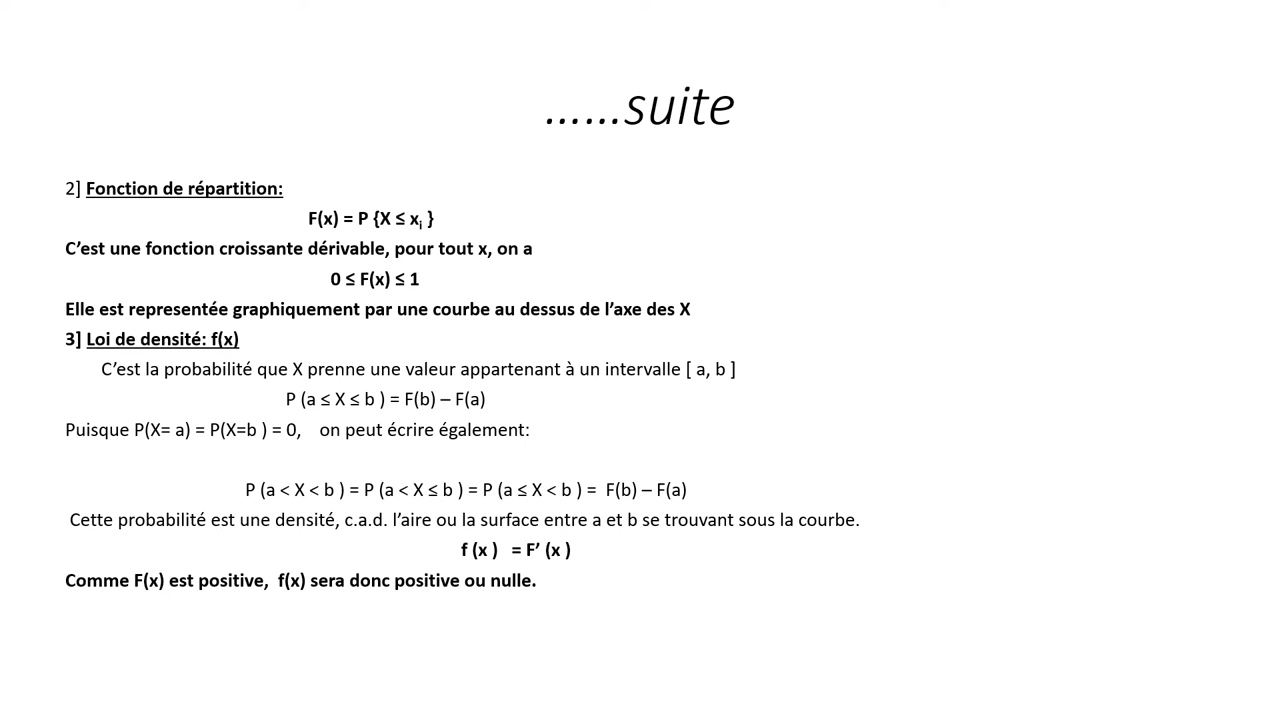 ......suite
2] Fonction de répartition:
F(x) = P {X ≤ xi }
C’est une fonction croissante dérivable, pour tout x, on a
0 ≤ F(x) ≤ 1
Elle est representée graphiquement par une courbe au dessus de l’axe des X
3] Loi de densité: f(x)
C’est la probabilité que X prenne une valeur appartenant à un intervalle [ a, b ]
P (a ≤ X ≤ b ) = F(b) – F(a)
Puisque P(X= a) = P(X=b ) = 0, on peut écrire également:
P (a < X < b ) = P (a < X ≤ b ) = P (a ≤ X < b ) = F(b) – F(a)
Cette probabilité est une densité, c.a.d. l’aire ou la surface entre a et b se trouvant sous la courbe.
f (x ) = F’ (x )
Comme F(x) est positive, f(x) sera donc positive ou nulle.